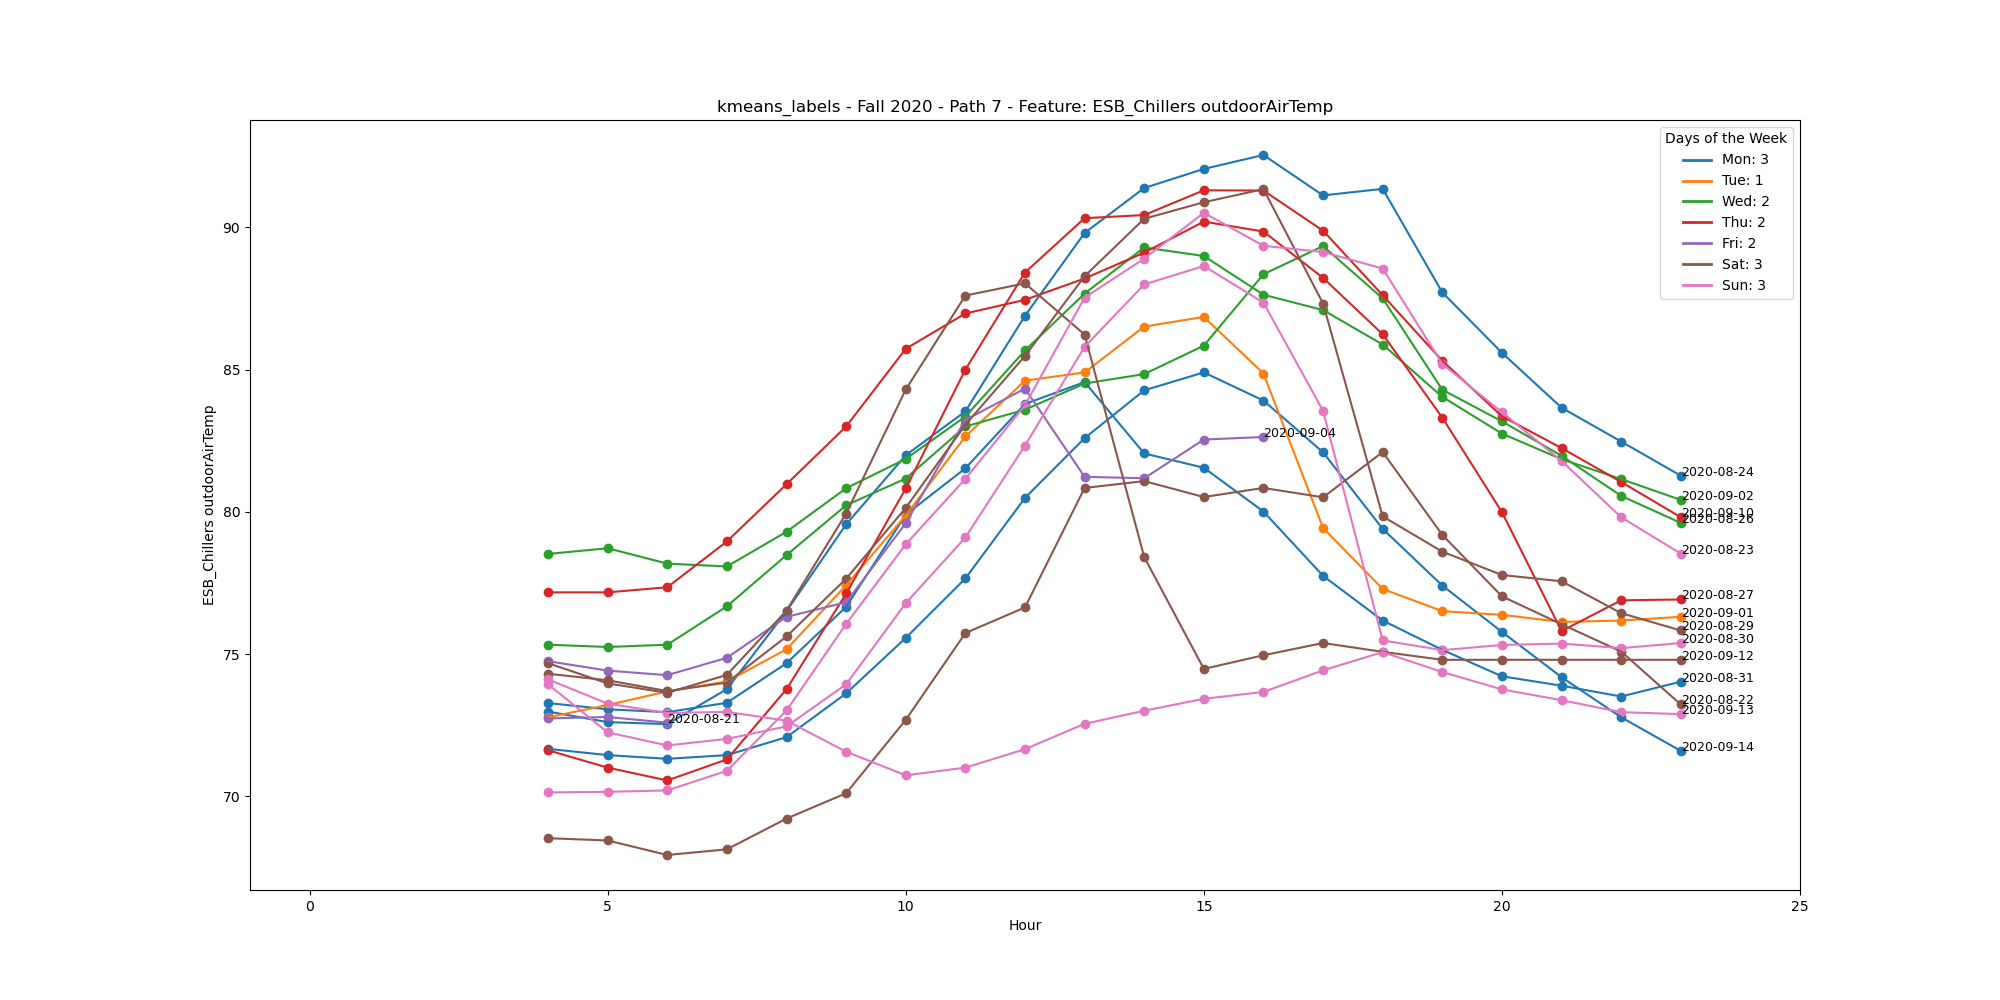 kmeans_labels - Fall 2020 - Path 7 - Feature: ESB_Chillers outdoorAirTemp
Days of the Week
Mon: 3
Tue: 1
Wed: 2
Thu: 2
Fri: 2
Sat: 3
Sun: 3
ESB_Chillers outdoorAirTemp
90
85
80
75
70
2020-09-04
2020-08-21
2020-08-24
2020-09-02
2020-09-10
2020-08-26
2020-08-23
2020-08-27
2020-09-01
2020-08-29
2020-08-30
2020-09-12
2020-08-31
2020-08-22
2020-09-13
2020-09-14
0
5
10
15
20
25
Hour